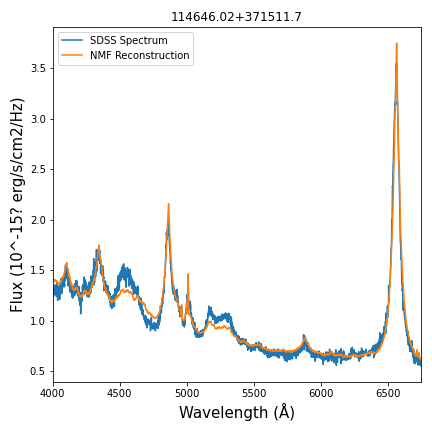 114646.02+371511.7
SDSS Spectrum
NMF Reconstruction
3.5
3.0
2.5
2.0
1.5
1.0
0.5
Flux (10^-15? erg/s/cm2/Hz)
4000 4500 5000 5500 6000 6500
Wavelength (Å)